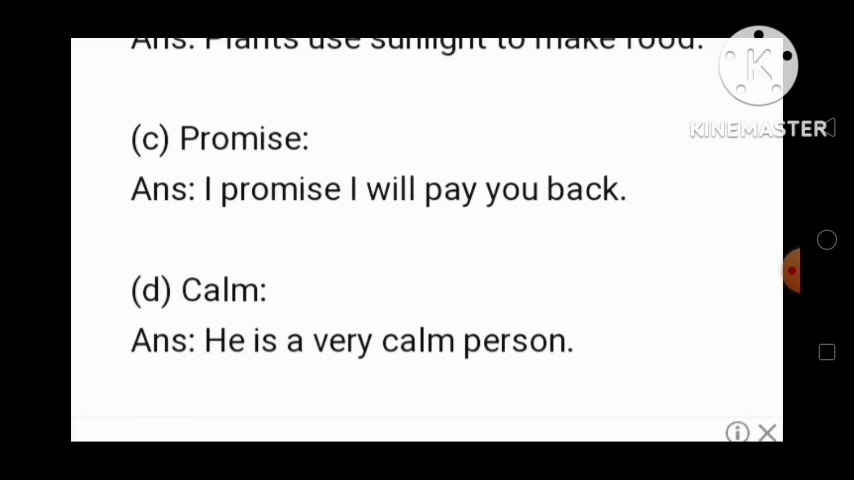 Ans: Plants use sunlight to make food.
KINEMASTER
(c) Promise:
Ans: I promise I will pay you back.
(d) Calm:
Ans: He is a very calm person.